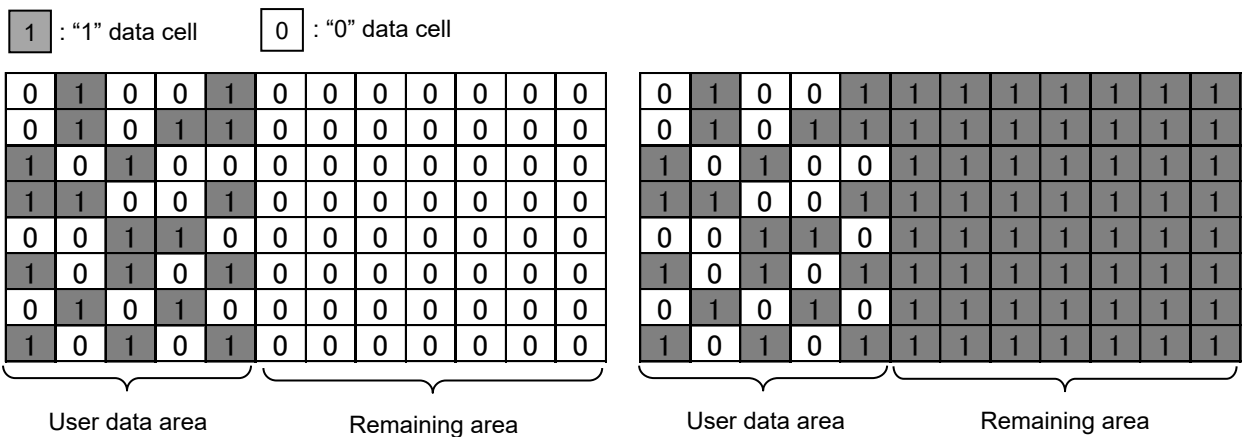 1 : “1” data cell 0 : “0” data cell
0 1 0 0 1 0 0 0 0 0 0 0 0 1 0 0 1 1 1 1 1 1 1 1
0 1 0 1 1 0 0 0 0 0 0 0 0 1 0 1 1 1 1 1 1 1 1 1
1 0 1 0 0 0 0 0 0 0 0 0 1 0 1 0 0 1 1 1 1 1 1 1
1 1 0 0 1 0 0 0 0 0 0 0 1 1 0 0 1 1 1 1 1 1 1 1
0 0 1 1 0 0 0 0 0 0 0 0 0 0 1 1 0 1 1 1 1 1 1 1
1 0 1 0 1 0 0 0 0 0 0 0 1 0 1 0 1 1 1 1 1 1 1 1
0 1 0 1 0 0 0 0 0 0 0 0 0 1 0 1 0 1 1 1 1 1 1 1
1 0 1 0 1 0 0 0 0 0 0 0 1 0 1 0 1 1 1 1 1 1 1 1
User data area Remaining area User data area Remaining area